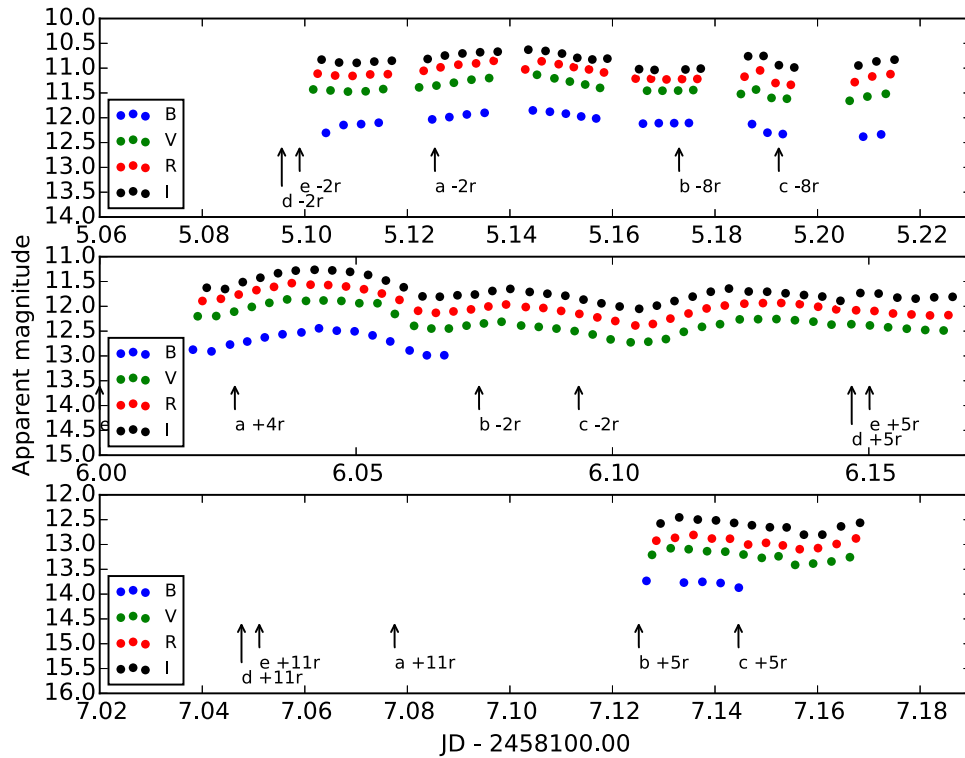 10.0
10.5
11.0
11.5
12.0
12.5
13.0
13.5
14.0
B
V
R
I
d -2r
e -2r
a -2r
b -8r
c -8r
5.06 5.08 5.10 5.12 5.14 5.16 5.18 5.20 5.22
Apparent magnitude
11.0
11.5
12.0
12.5
13.0
13.5
14.0
14.5
15.0
B
V
R
I
e
a +4r
b -2r
c -2r
d +5r
e +5r
6.00 6.05 6.10 6.15
12.0
12.5
13.0
13.5
14.0
14.5
15.0
15.5
16.0
B
V
R
I
d +11r
e +11r
a +11r
b +5r
c +5r
7.02 7.04 7.06 7.08 7.10 7.12 7.14 7.16 7.18
JD - 2458100.00